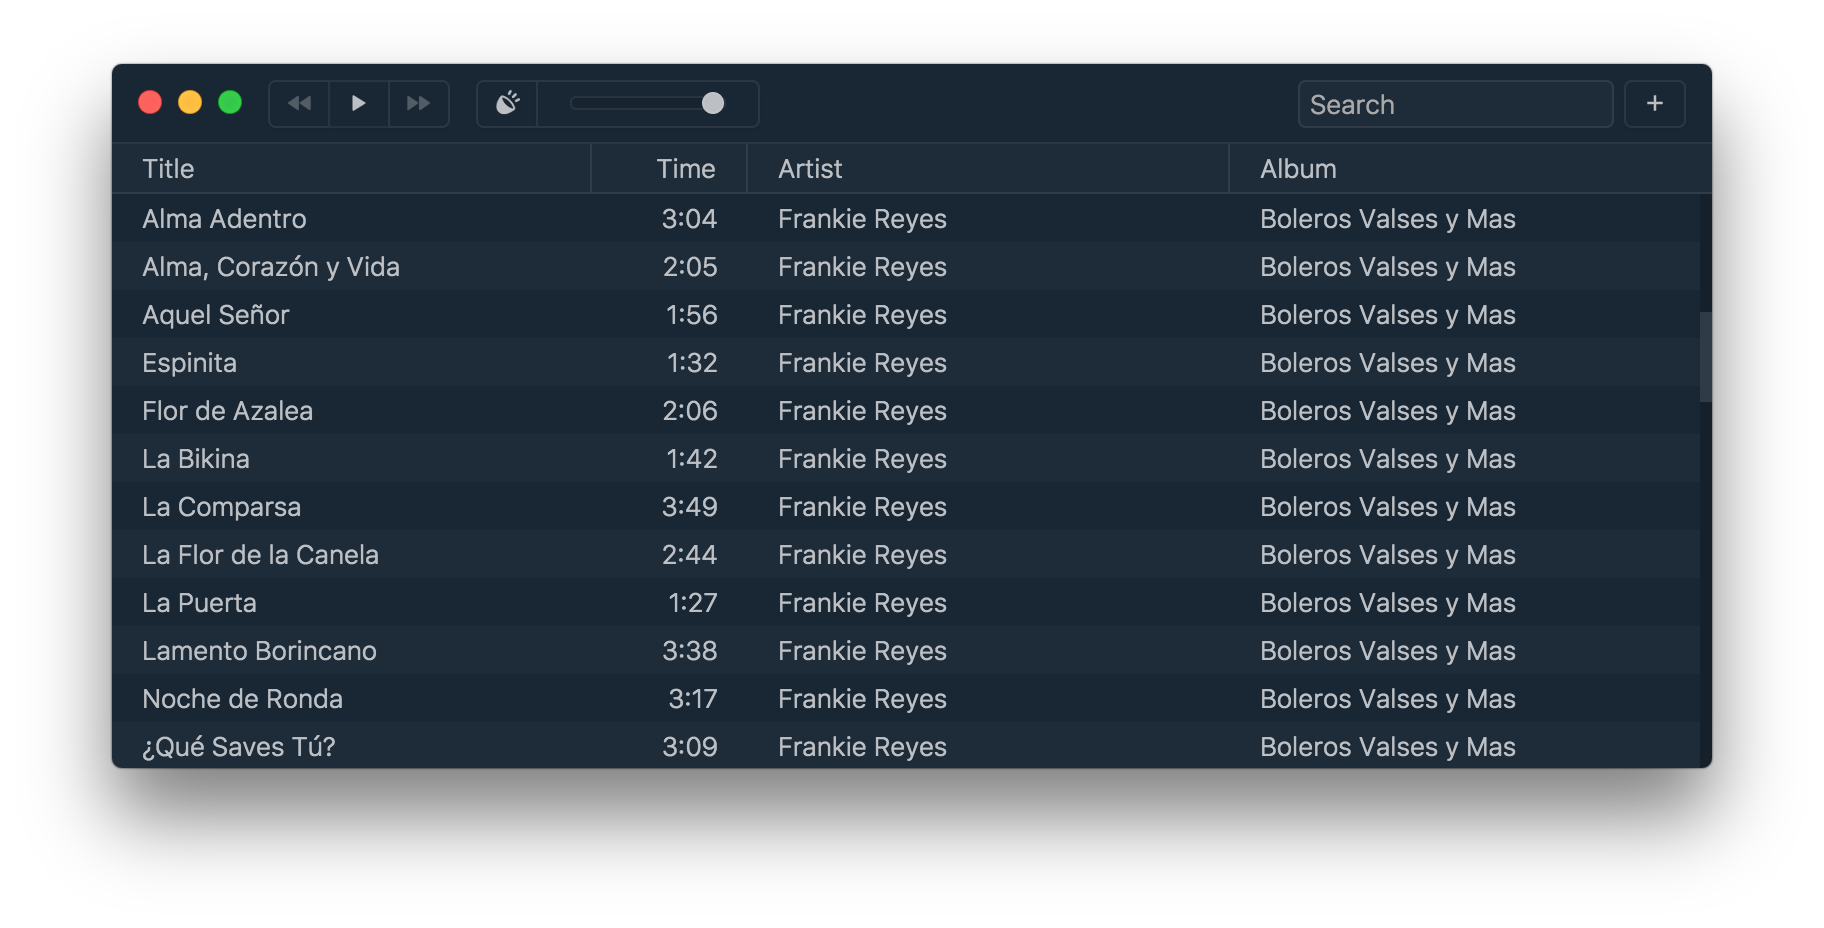 Search +
Title Time Artist Album
Alma Adentro 3:04 Frankie Reyes Boleros Valses y Mas
Alma, Corazón y Vida 2:05 Frankie Reyes Boleros Valses y Mas
Aquel Señor 1:56 Frankie Reyes Boleros Valses y Mas
Espinita 1:32 Frankie Reyes Boleros Valses y Mas
Flor de Azalea 2:06 Frankie Reyes Boleros Valses y Mas
La Bikina 1:42 Frankie Reyes Boleros Valses y Mas
La Comparsa 3:49 Frankie Reyes Boleros Valses y Mas
La Flor de la Canela 2:44 Frankie Reyes Boleros Valses y Mas
La Puerta 1:27 Frankie Reyes Boleros Valses y Mas
Lamento Borincano 3:38 Frankie Reyes Boleros Valses y Mas
Noche de Ronda 3:17 Frankie Reyes Boleros Valses y Mas
¿Qué Saves Tú? 3:09 Frankie Reyes Boleros Valses y Mas